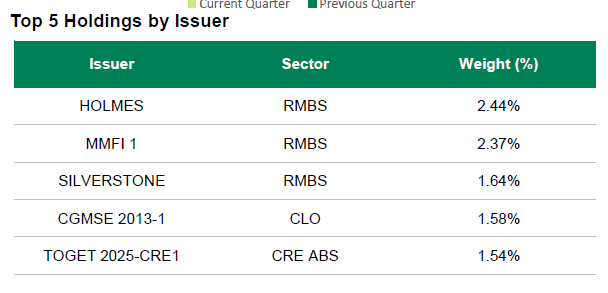 Current Quarter Previous Quarter
Top 5 Holdings by Issuer
Issuer Sector Weight (%)
HOLMES RMBS 2.44%
MMFI 1 RMBS 2.37%
SILVERSTONE RMBS 1.64%
CGMSE 2013-1 CLO 1.58%
TOGET 2025-CRE1 CRE ABS 1.54%